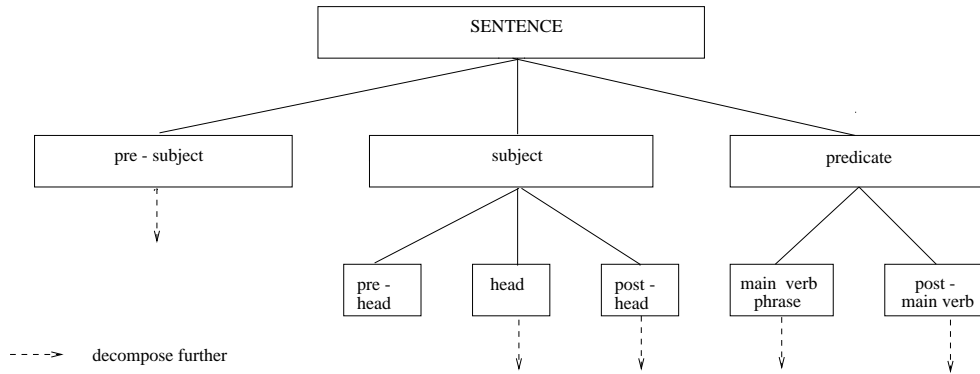 SENTENCE
pre - subject
subject
predicate
pre -
head
head
post -
head
main verb
phrase
post -
main verb
decompose further